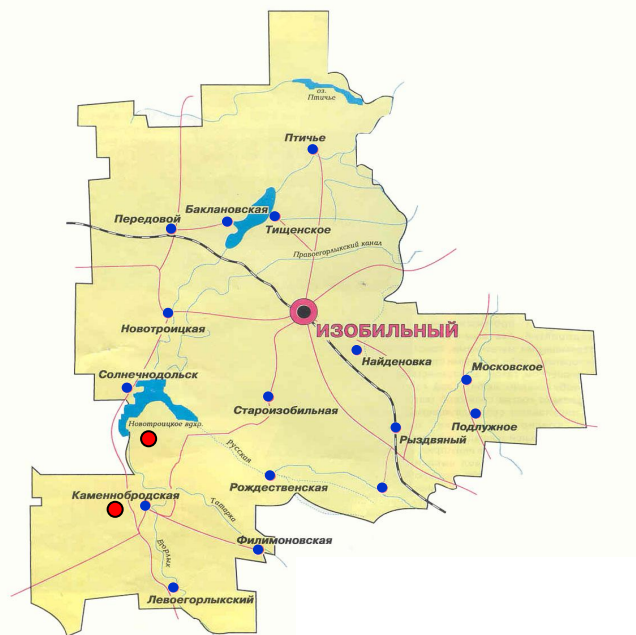 оз.
Птичье
Птичье
Баклановская
Передовой
Тищенское
Правоегорлыкский канал
Новотроицкая
ИЗОБИЛЬНЫЙ
Найденовка
Московское
Солнечнодольск
Староизобильная
Новотроицкое вдхр.
Подлужное
Рыздвяный
Русская
Рождественская
Каменнобродская
Татарка
Филимоновская
Егорлык
Левоегорлыкский